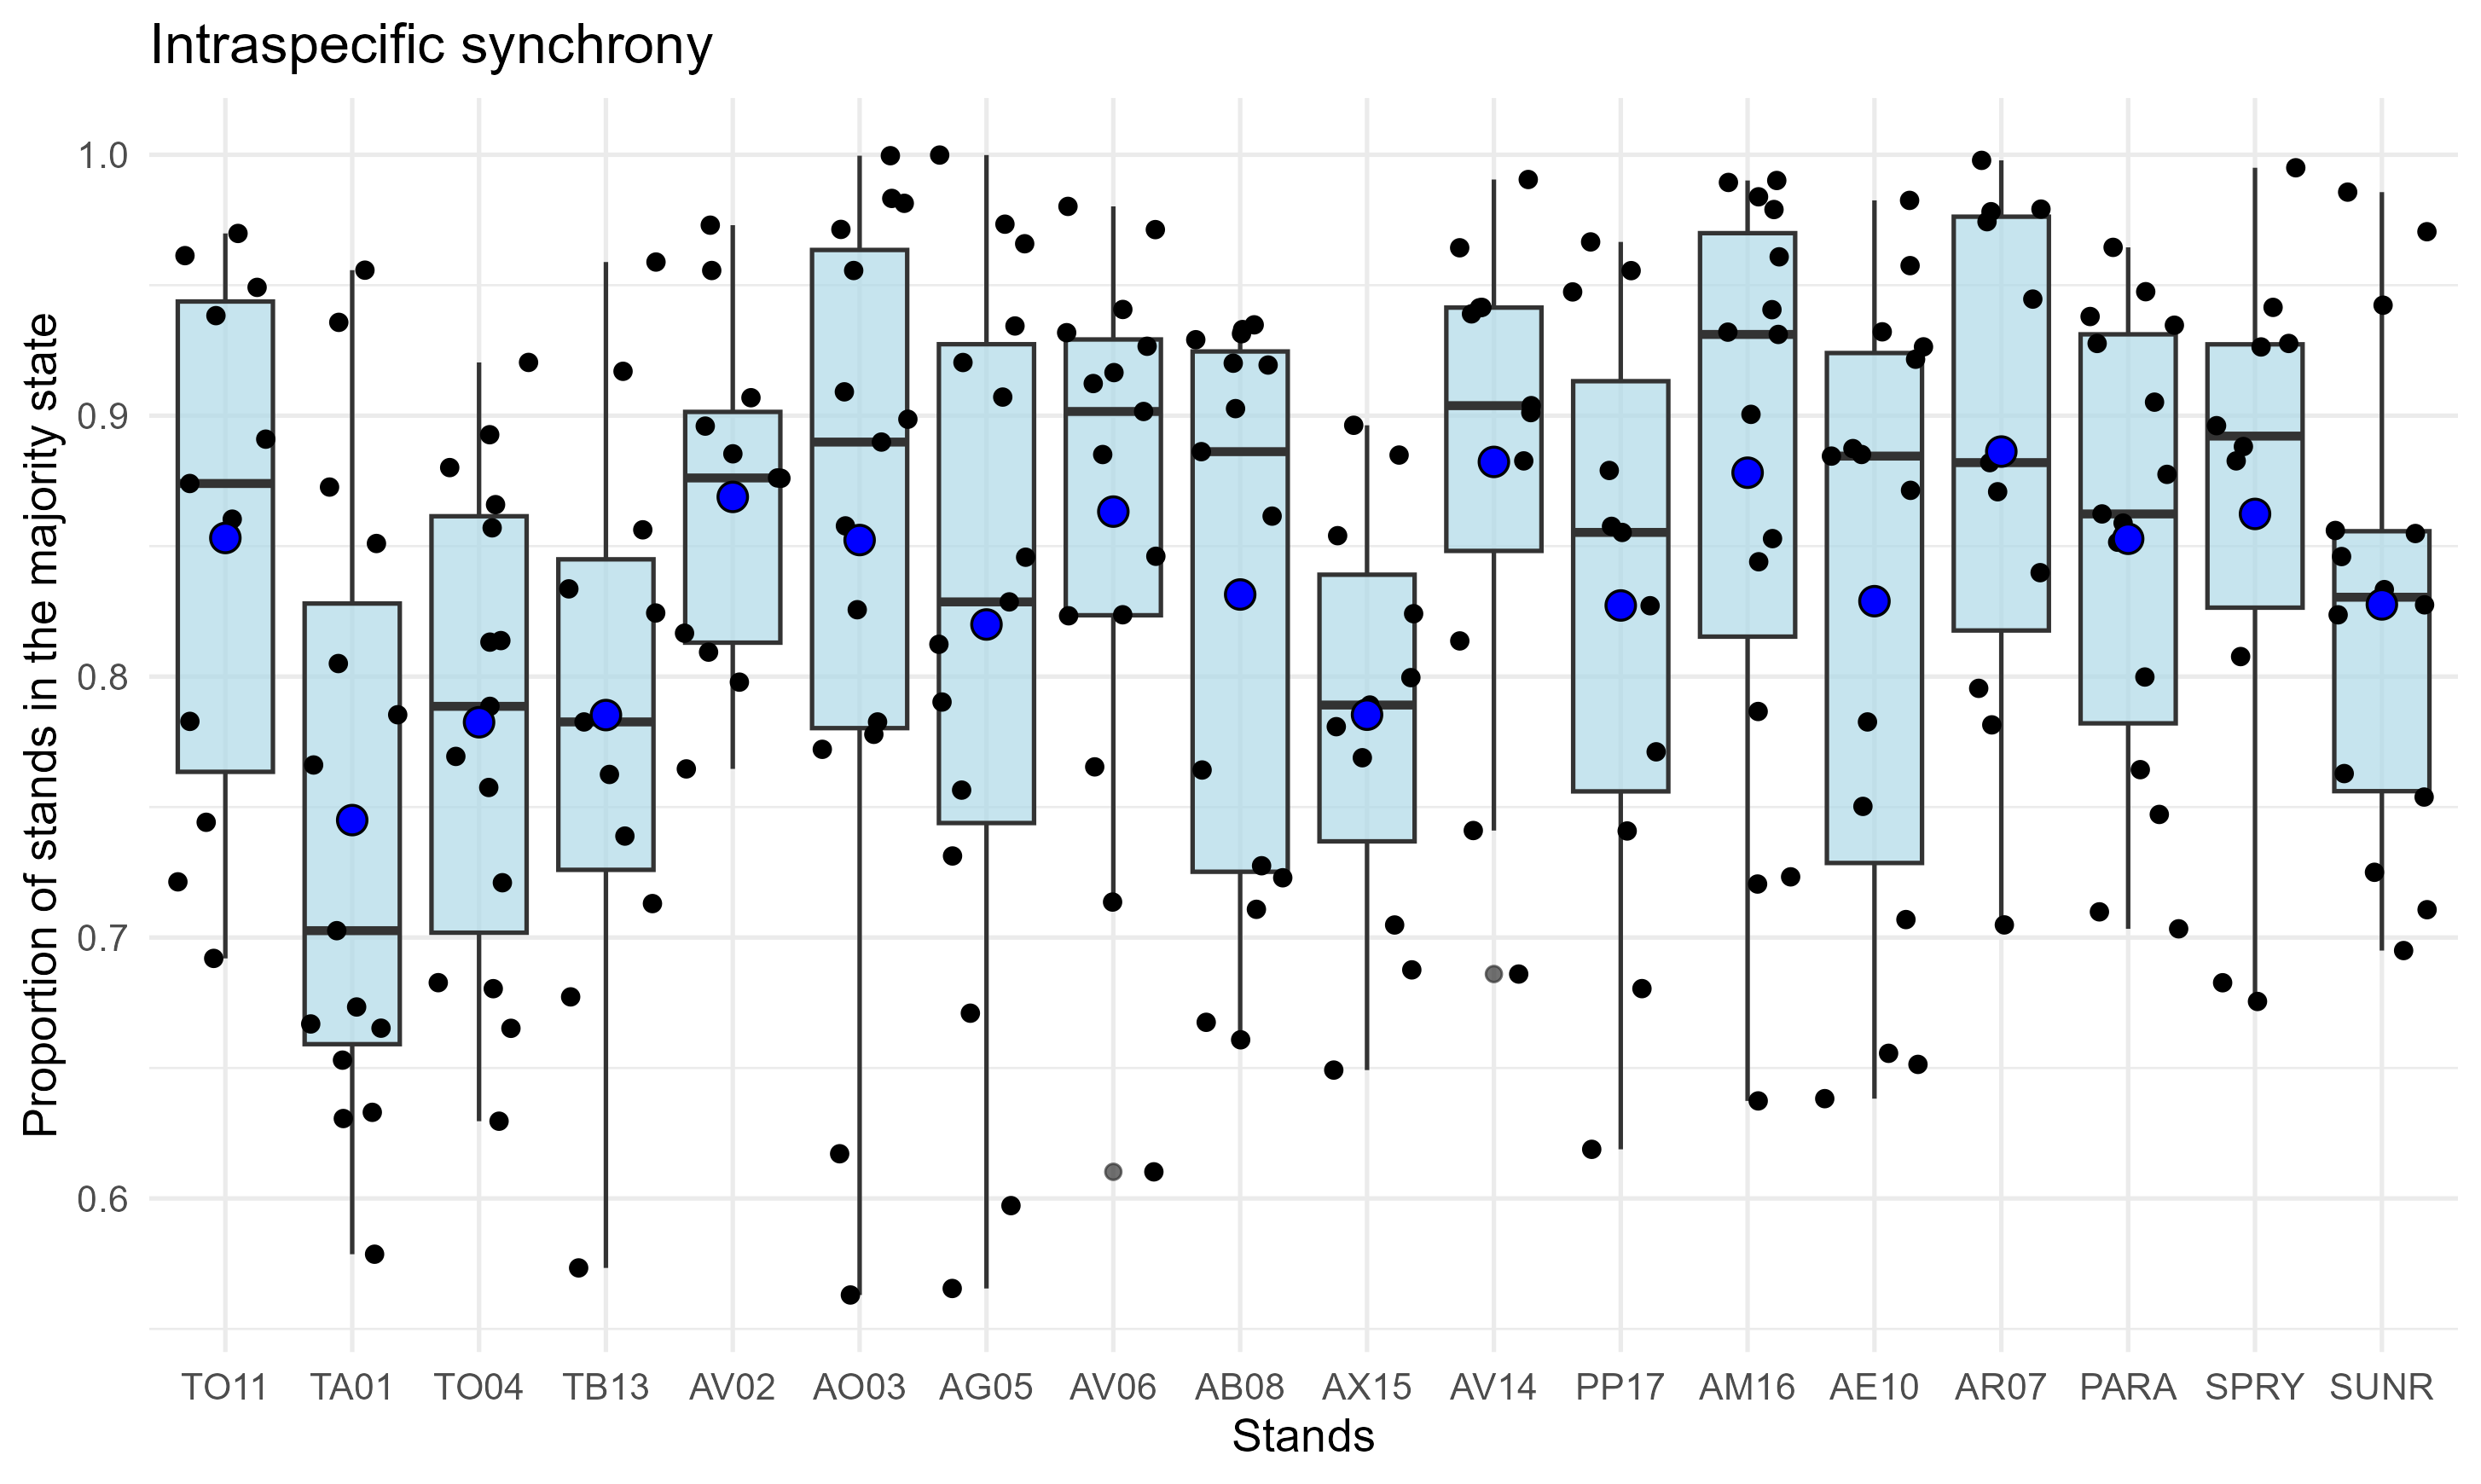 Intraspecific synchrony
Proportion of stands in the majority state
1.0
0.9
0.8
0.7
0.6
TO11 TA01 TO04 TB13 AV02 AO03 AG05 AV06 AB08 AX15 AV14 PP17 AM16 AE10 AR07 PARA SPRY SUNR
Stands